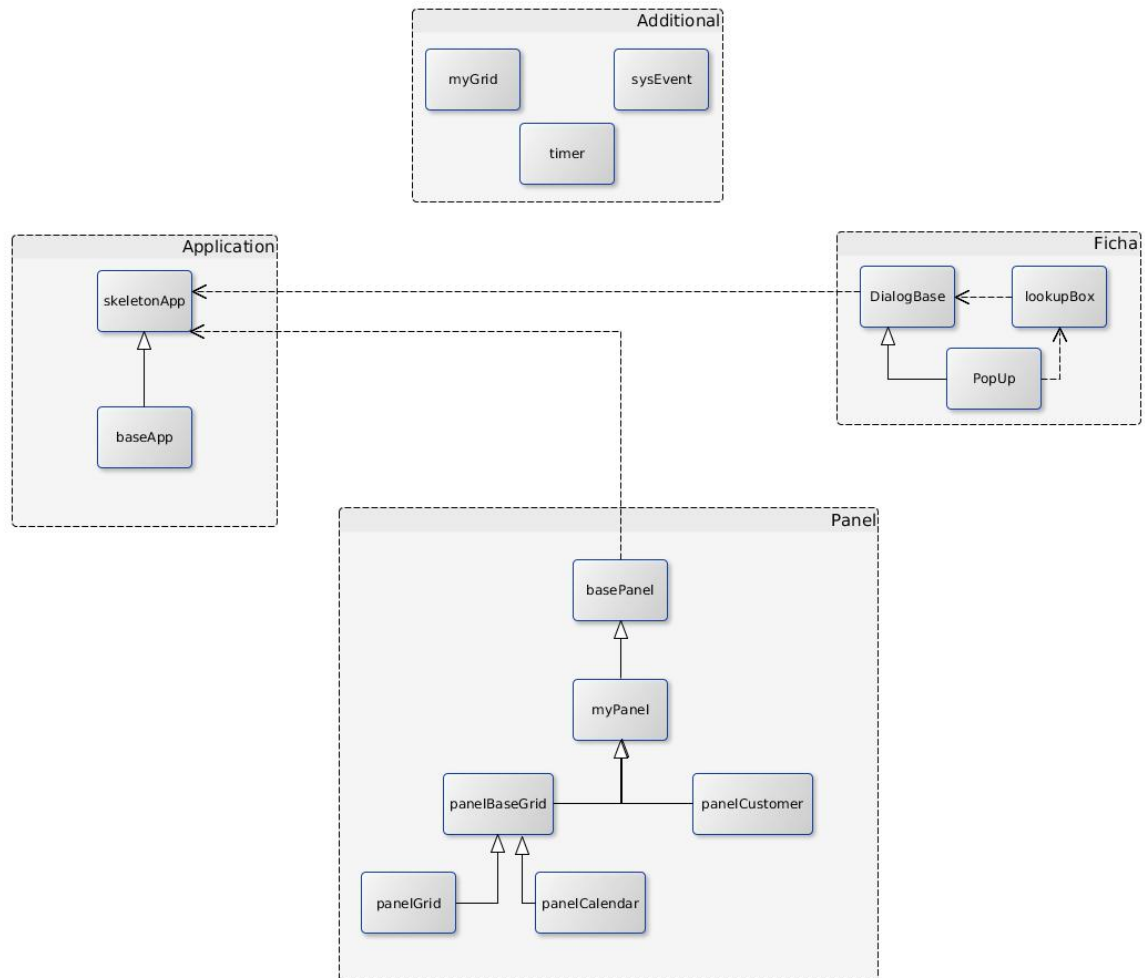 Additional
myGrid
sysEvent
timer
Application
skeletonApp
baseApp
Ficha
DialogBase
lookupBox
PopUp
Panel
basePanel
myPanel
panelBaseGrid
panelCustomer
panelGrid
panelCalendar